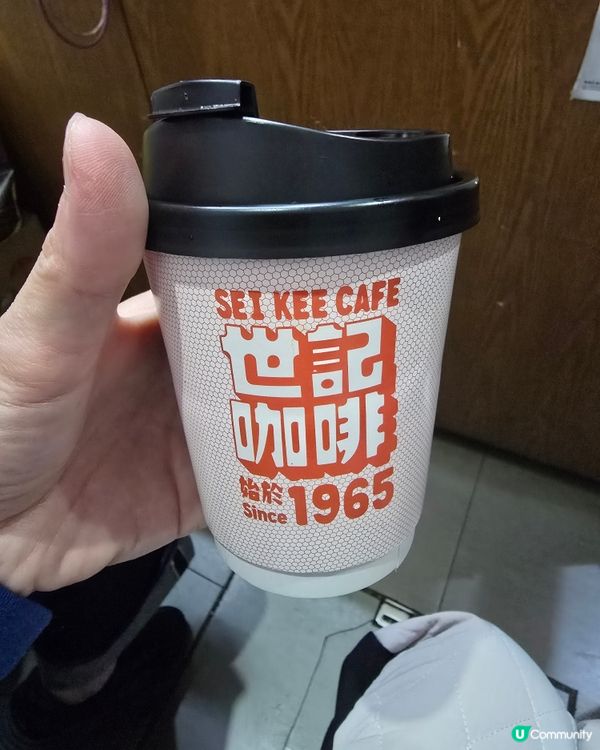 SEI KEE CAFE
世記
咖啡
始於
Since 1965
U Community